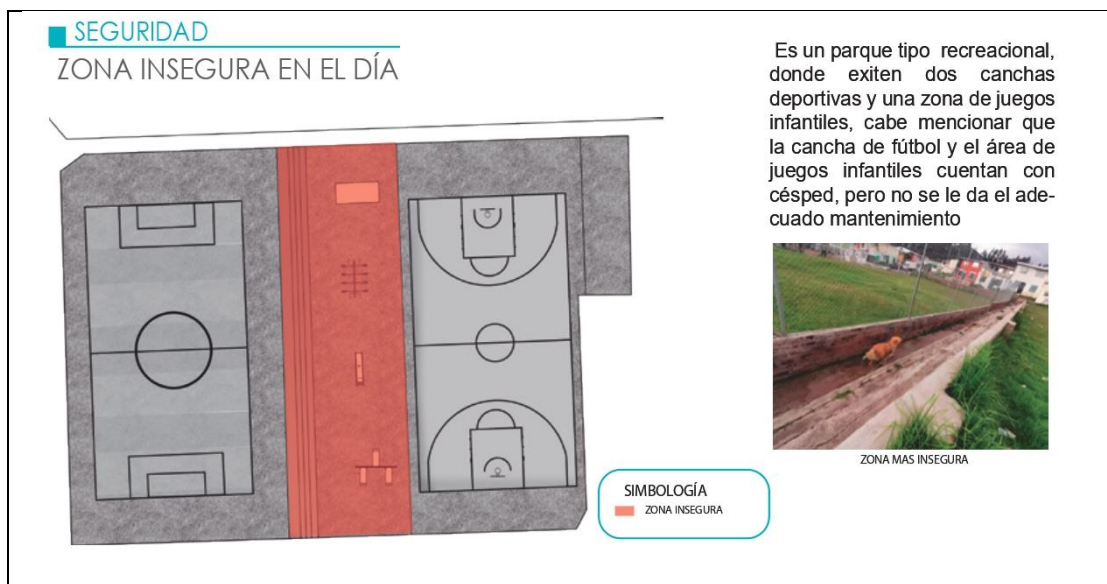 SEGURIDAD
ZONA INSEGURA EN EL DÍA
Es un parque tipo recreacional,
donde exiten dos canchas
deportivas y una zona de juegos
infantiles, cabe mencionar que
la cancha de fútbol y el área de
juegos infantiles cuentan con
césped, pero no se le da el ade-
cuado mantenimiento
ZONA MAS INSEGURA
SIMBOLOGÍA
ZONA INSEGURA